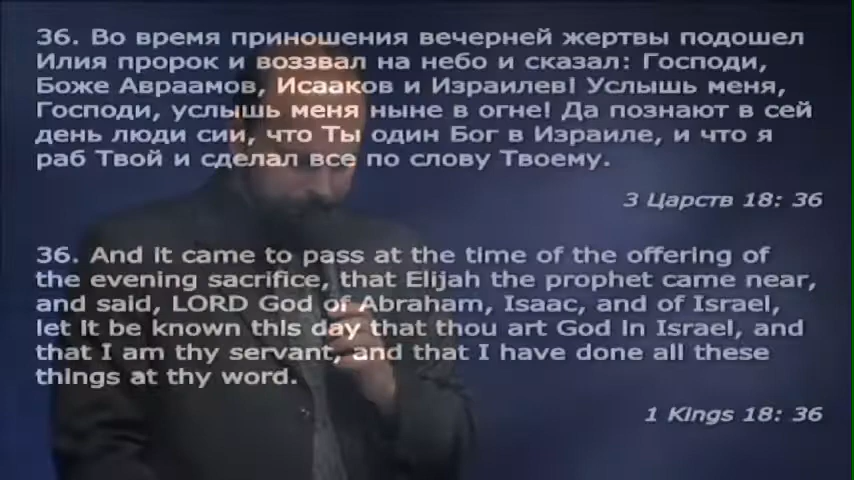 36. Во время приношения вечерней жертвы подошел
Илия пророк и воззвал на небо и сказал: Господи,
Боже Авраамов, Исааков и Израилев! Услышь меня,
Господи, услышь меня ныне в огне! Да познают в сей
день люди сии, что Ты один Бог в Израиле, и что я
раб Твой и сделал все по слову Твоему.
3 Царств 18: 36
36. And it came to pass at the time of the offering of
the evening sacrifice, that Elijah the prophet came near,
and said, LORD God of Abraham, Isaac, and of Israel,
let it be known this day that thou art God in Israel, and
that I am thy servant, and that I have done all these
things at thy word.
1 Kings 18: 36